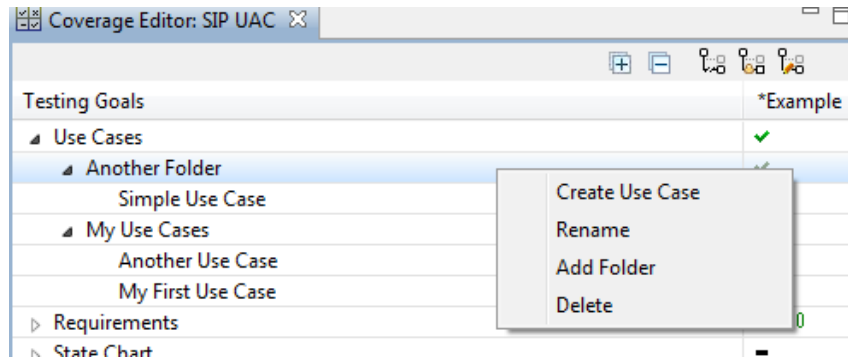 Coverage Editor: SIP UAC
Testing Goals *Example
Use Cases
Another Folder
Simple Use Case
My Use Cases
Another Use Case
My First Use Case
Requirements
State Chart
Create Use Case
Rename
Add Folder
Delete